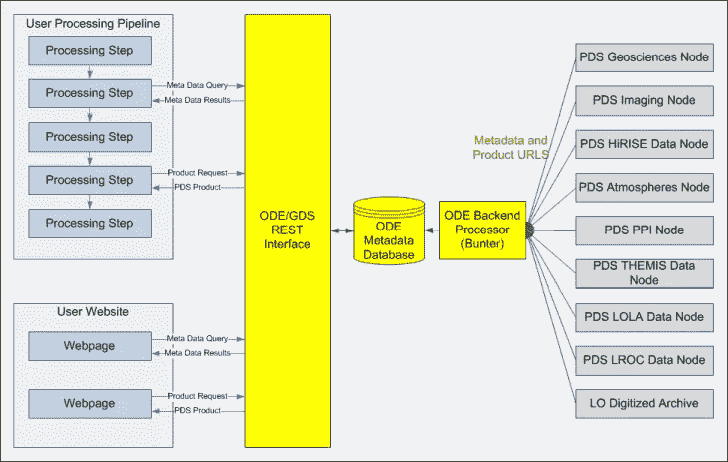 User Processing Pipeline
Processing Step
Processing Step
Processing Step
Processing Step
Processing Step
Meta Data Query
Meta Data Results
Product Request
PDS Product
User Website
Webpage
Webpage
Meta Data Query
Meta Data Results
Product Request
PDS Product
ODE/GDS
REST
Interface
ODE
Metadata
Database
ODE Backend
Processor
(Bunter)
Metadata and
Product URLS
PDS Geosciences Node
PDS Imaging Node
PDS HiRISE Data Node
PDS Atmospheres Node
PDS PPI Node
PDS THEMIS Data
Node
PDS LOLA Data Node
PDS LROC Data Node
LO Digitized Archive